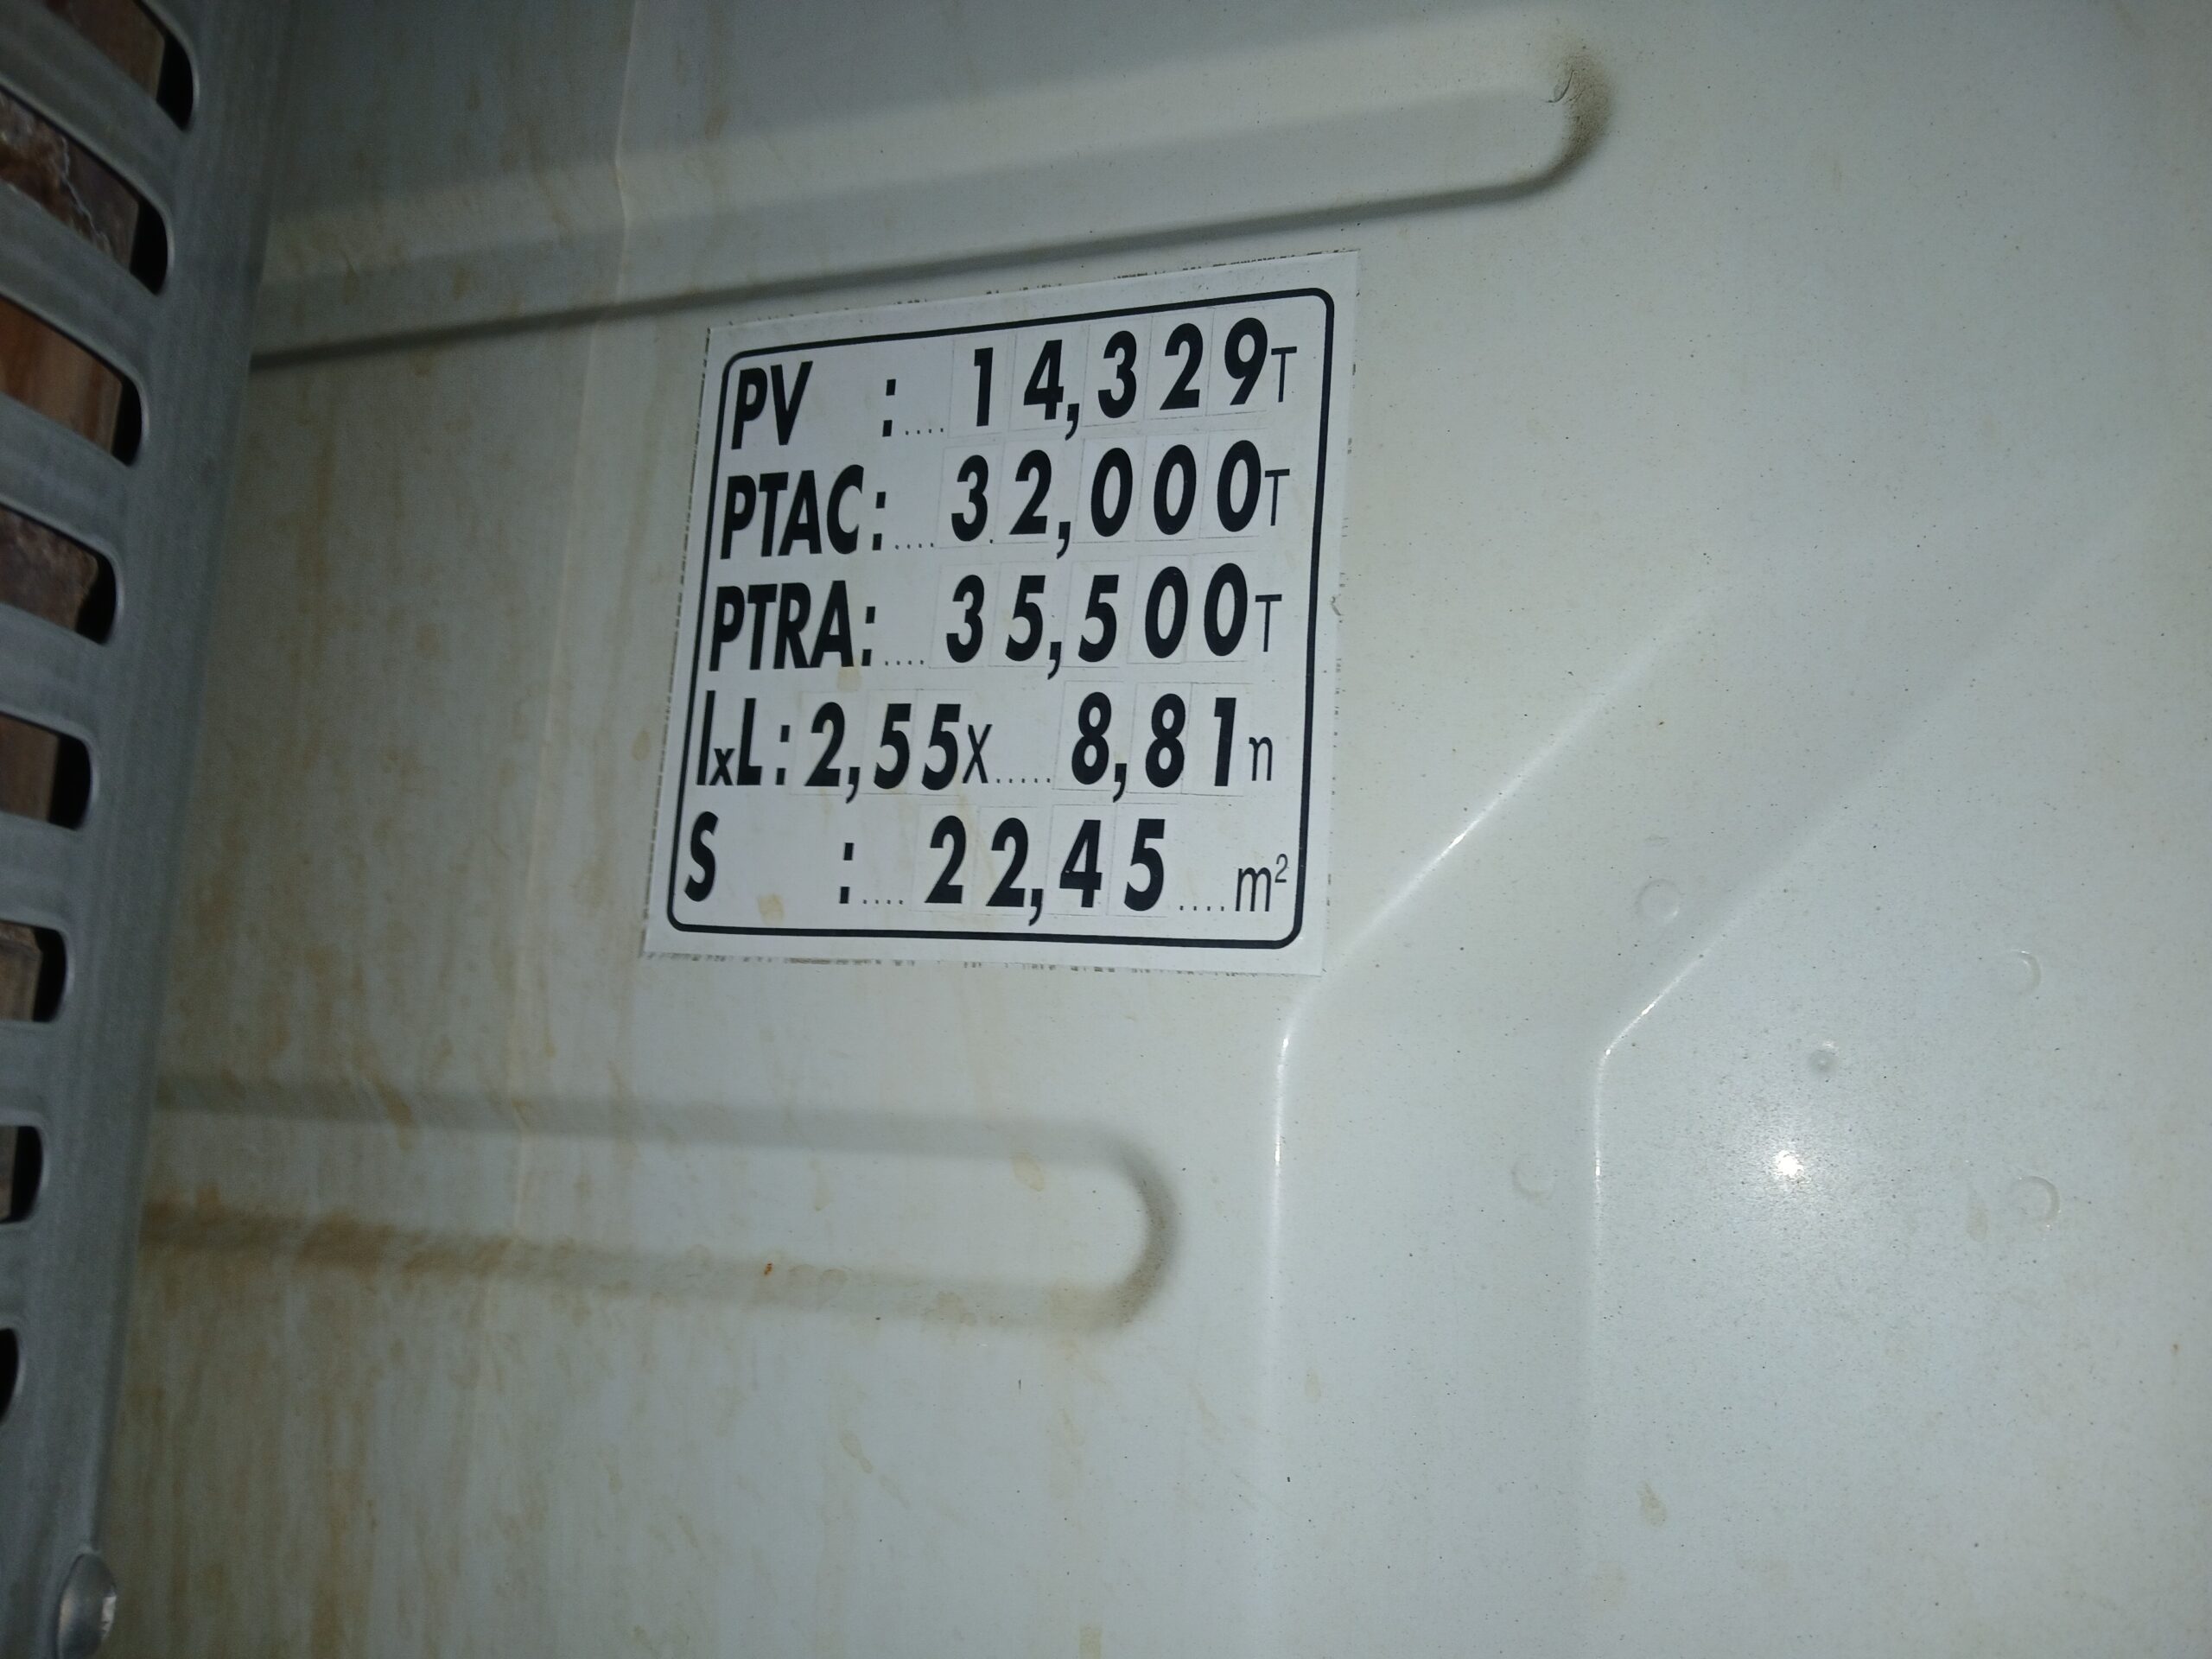 PV : .... 14,329T
PTAC: .... 32,000T
PTRA: .... 35,500T
lxL: 2,55x ..... 8,81m
S : .... 22,45 .... m²